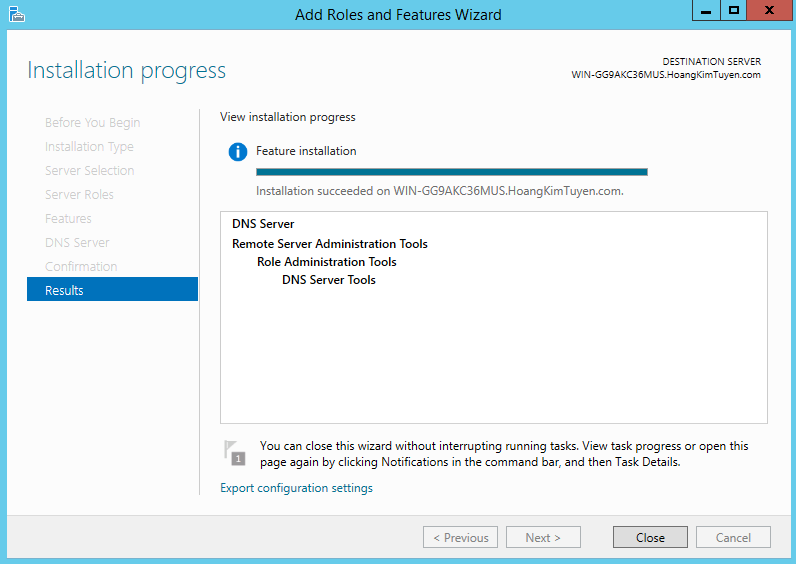 Add Roles and Features Wizard
Installation progress
DESTINATION SERVER
WIN-GG9AKC36MUS.HoangKimTuyen.com
Before You Begin
Installation Type
Server Selection
Server Roles
Features
DNS Server
Confirmation
Results
View installation progress
Feature installation
Installation succeeded on WIN-GG9AKC36MUS.HoangKimTuyen.com.
DNS Server
Remote Server Administration Tools
Role Administration Tools
DNS Server Tools
1
You can close this wizard without interrupting running tasks. View task progress or open this
page again by clicking Notifications in the command bar, and then Task Details.
Export configuration settings
< Previous
Next >
Close
Cancel